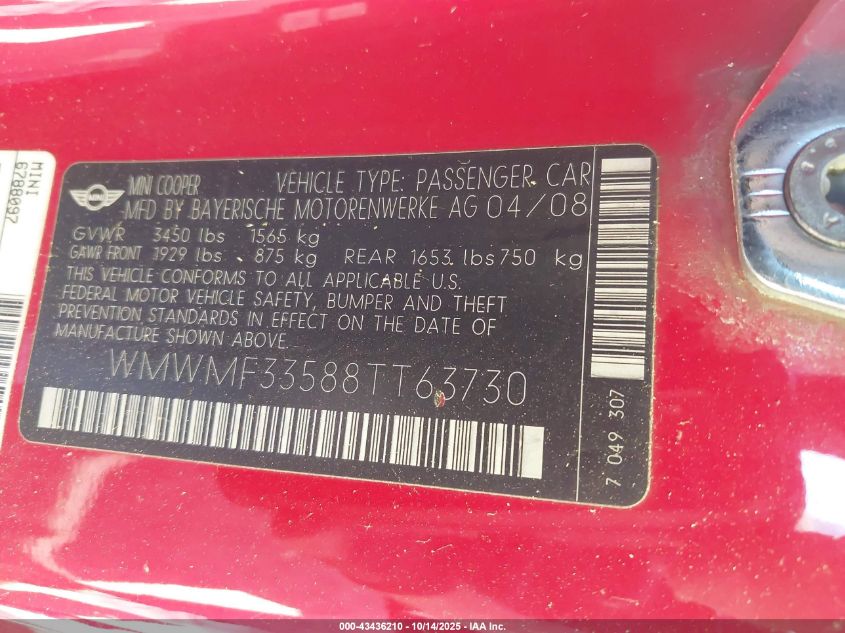 MINI
MINI COOPER VEHICLE TYPE: PASSENGER CAR
MFD BY BAYERISCHE MOTORENWERKE AG 04/08
GVWR 3450 lbs 1565 kg
GAWR FRONT 1929 lbs 875 kg REAR 1653 lbs 750 kg
THIS VEHICLE CONFORMS TO ALL APPLICABLE U.S.
FEDERAL MOTOR VEHICLE SAFETY, BUMPER AND THEFT
PREVENTION STANDARDS IN EFFECT ON THE DATE OF
MANUFACTURE SHOWN ABOVE.
WMWMF33588TT63730
7 049 307
MINI
6788097
000-43436210 - 10/14/2025 - IAA Inc.